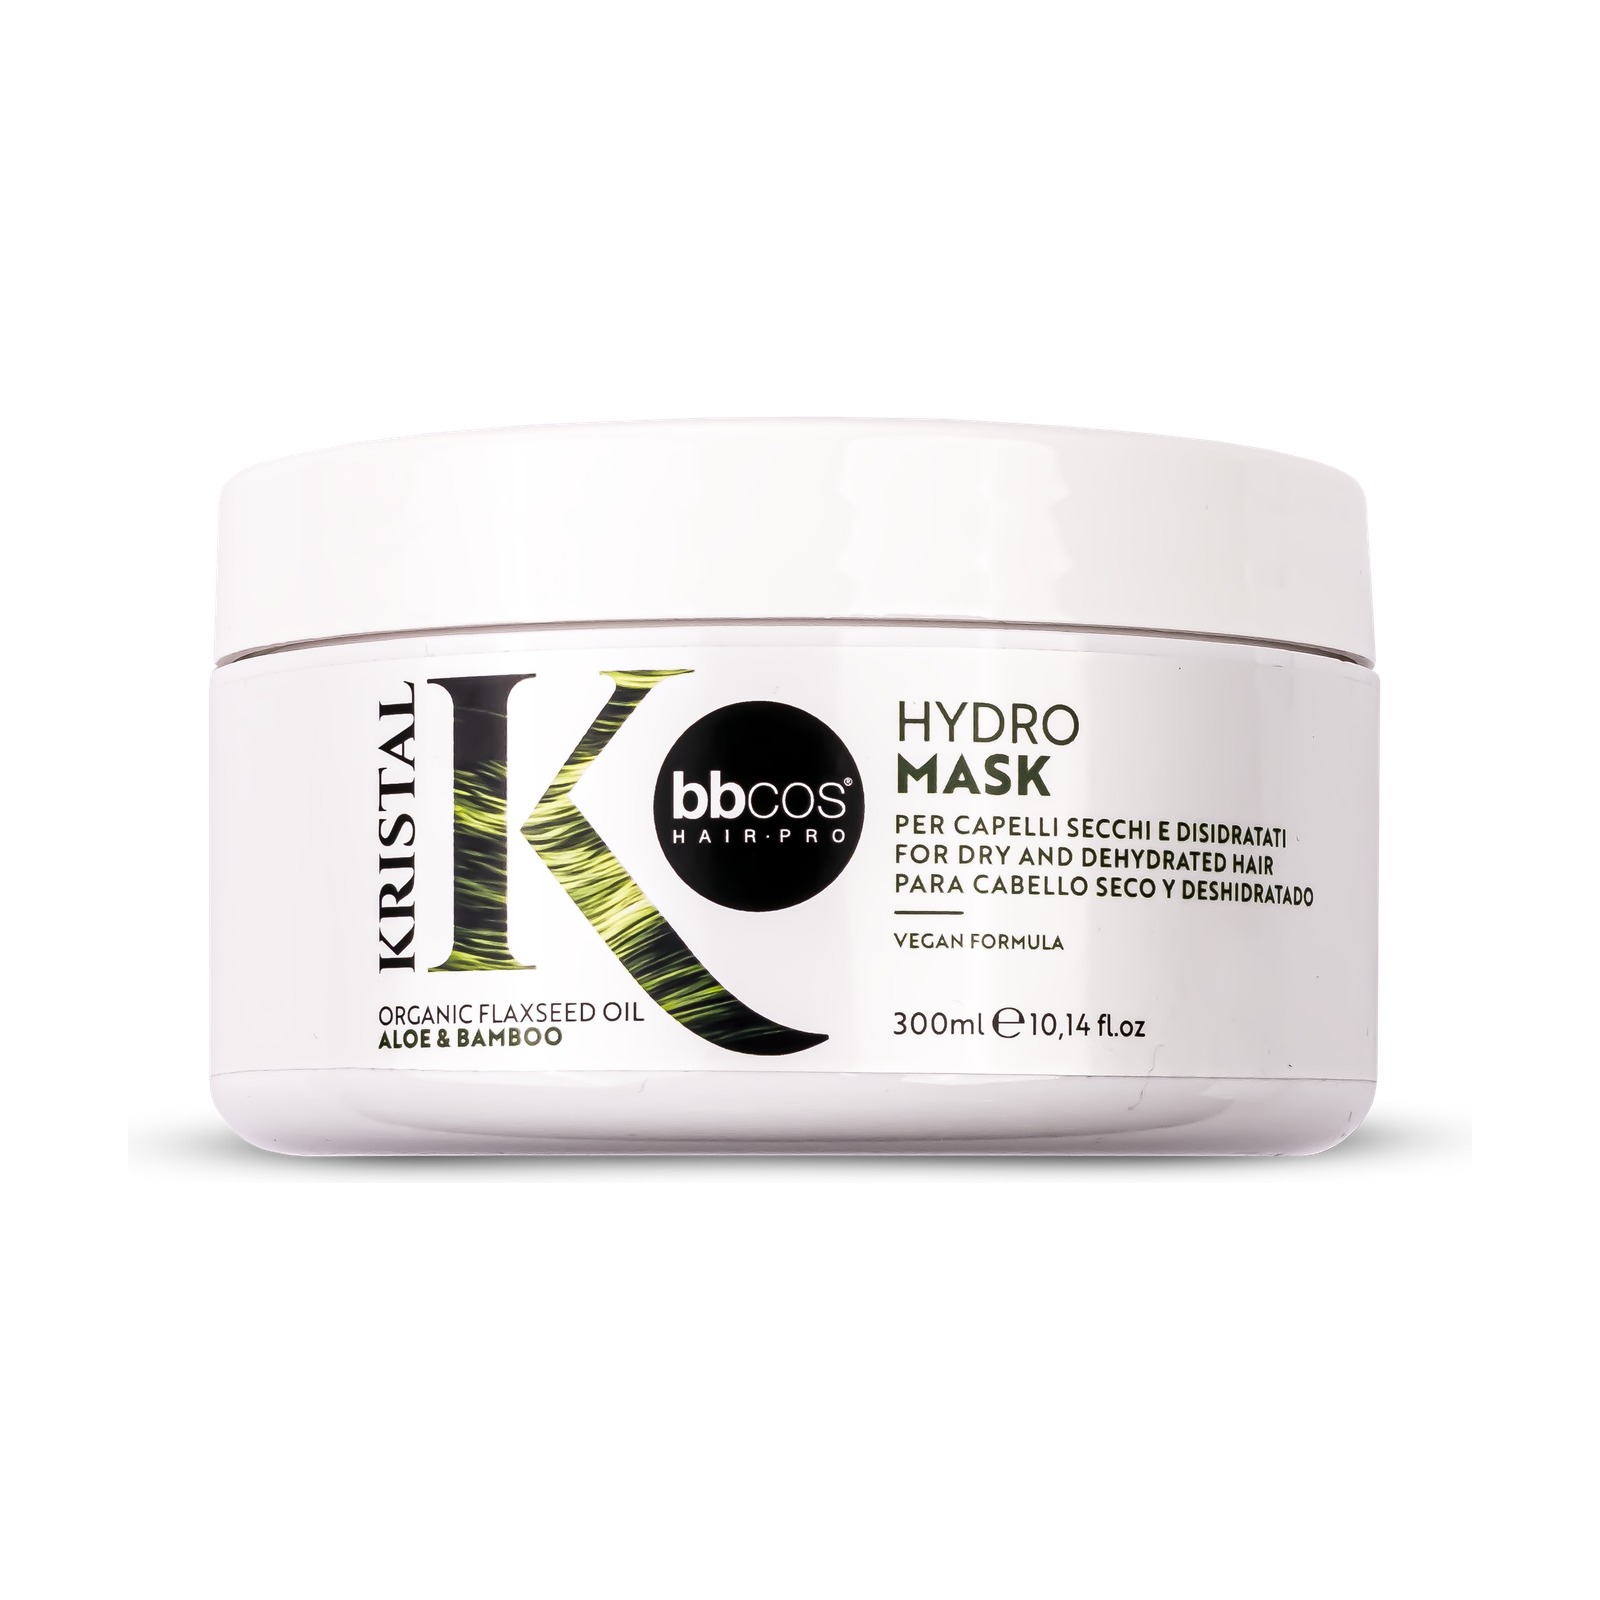 KRISTAL
K
bbcos®
HAIR·PRO
ORGANIC FLAXSEED OIL
ALOE & BAMBOO
HYDRO
MASK
PER CAPELLI SECCHI E DISIDRATATI
FOR DRY AND DEHYDRATED HAIR
PARA CABELLO SECO Y DESHIDRATADO
VEGAN FORMULA
300ml ℮ 10,14 fl.oz